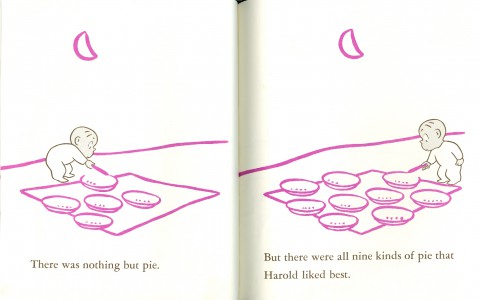 There was nothing but pie.
But there were all nine kinds of pie that
Harold liked best.